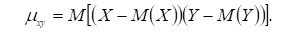 μxy = M[(X − M(X))(Y − M(Y))].